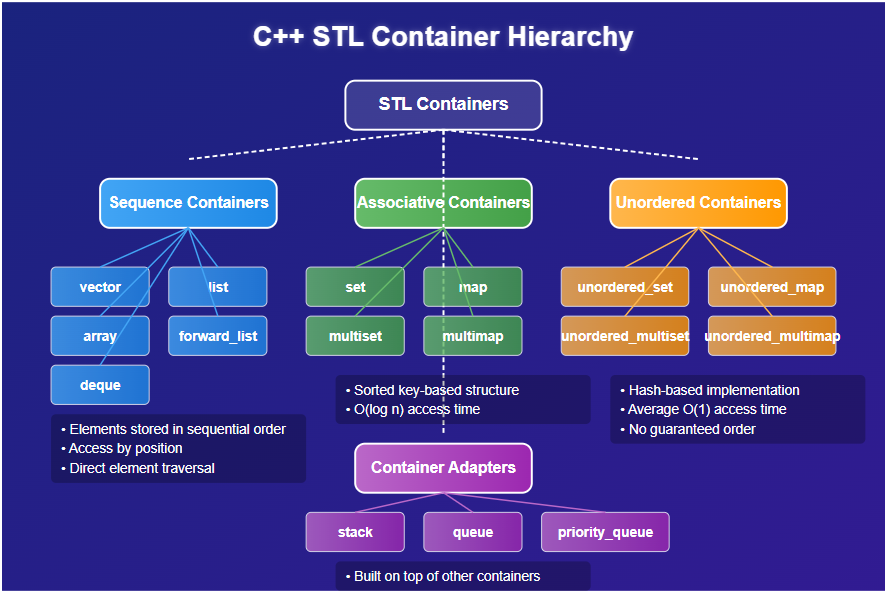 C++ STL Container Hierarchy
STL Containers
Sequence Containers
Associative Containers
Unordered Containers
vector
list
set
map
unordered_set
unordered_map
array
forward_list
multiset
multimap
unordered_multiset
unordered_multimap
deque
• Elements stored in sequential order
• Access by position
• Direct element traversal
• Sorted key-based structure
• O(log n) access time
• Hash-based implementation
• Average O(1) access time
• No guaranteed order
Container Adapters
stack
queue
priority_queue
• Built on top of other containers